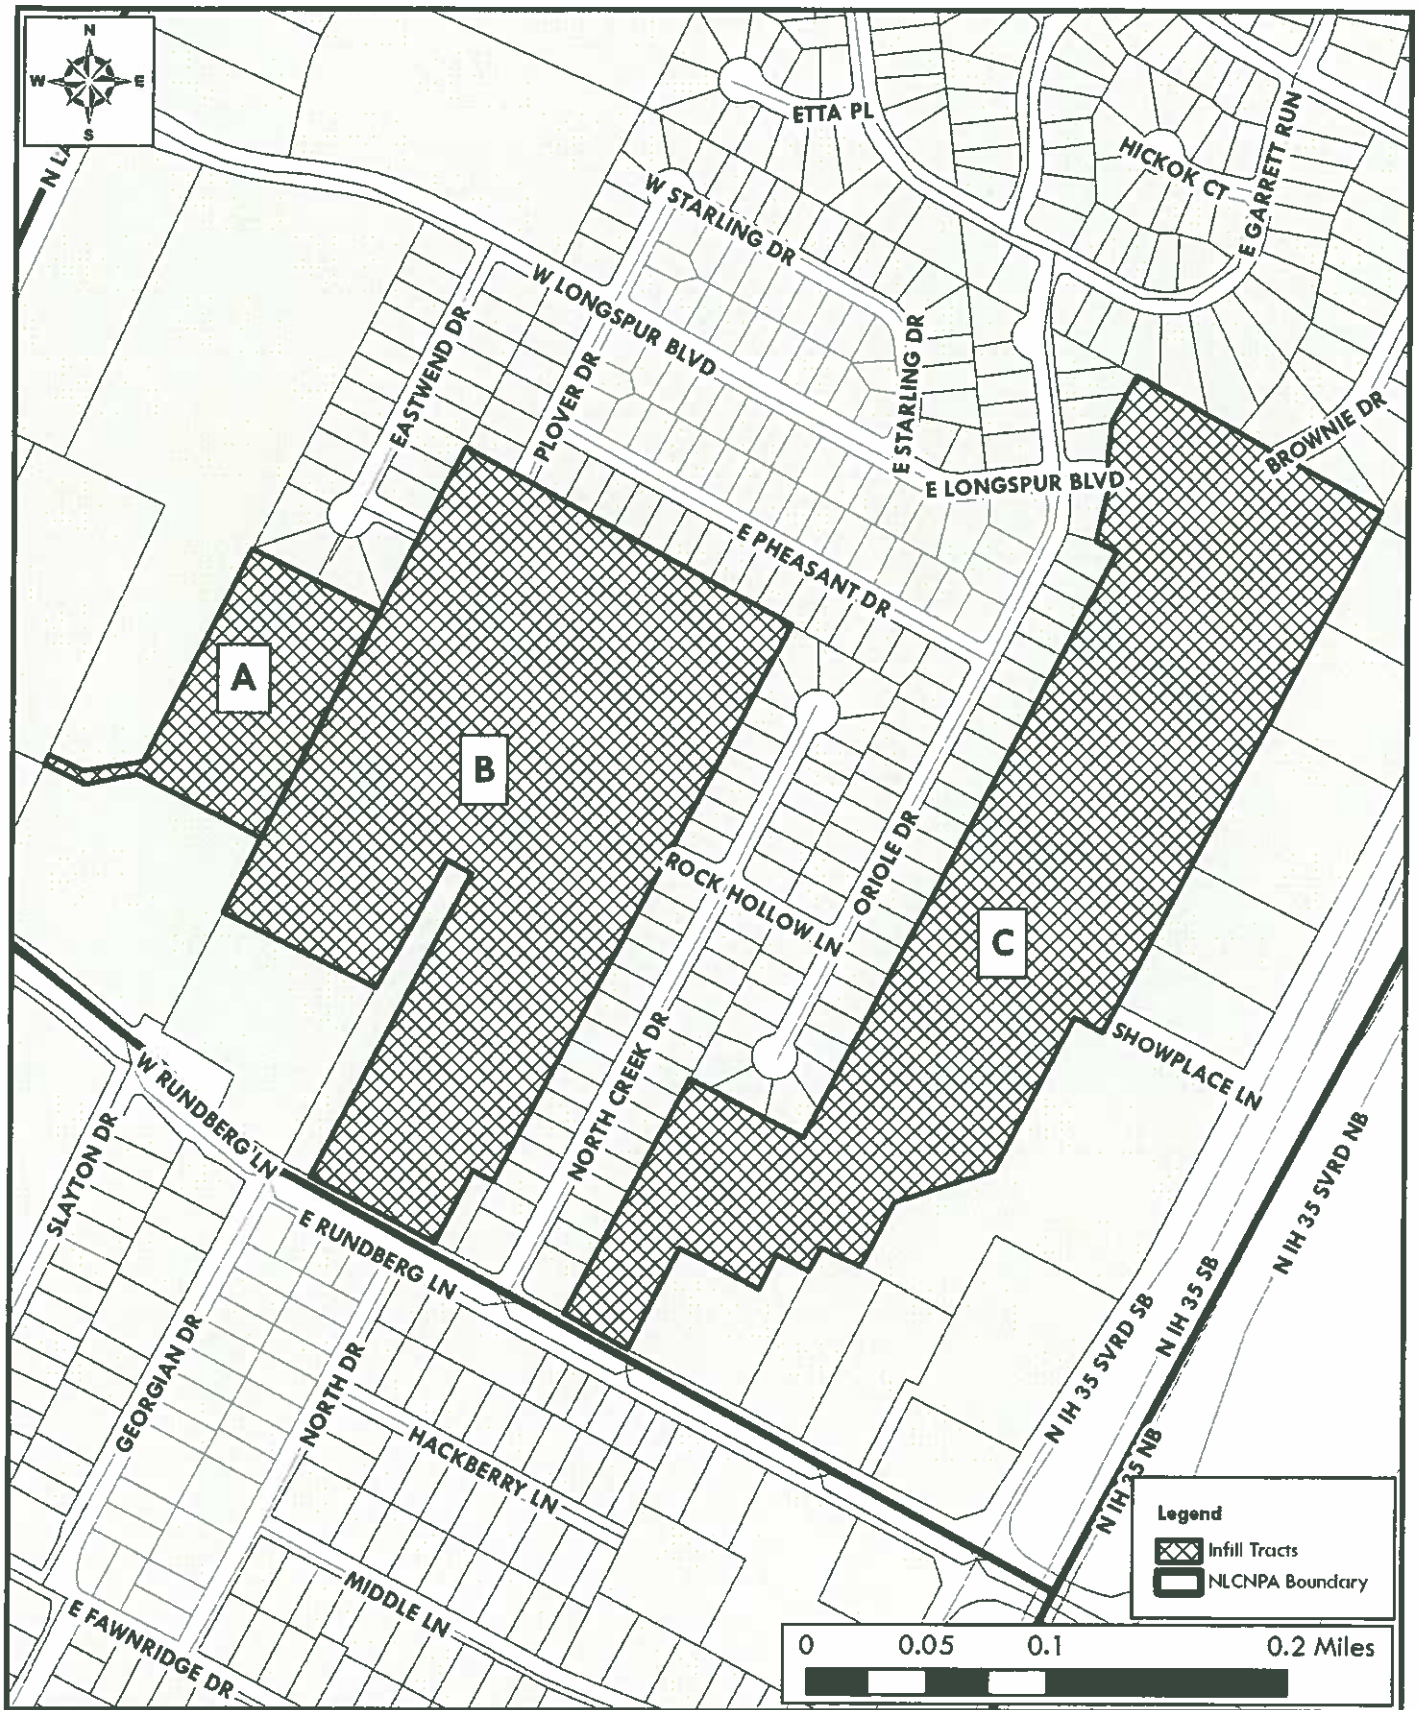 N
W
E
S
N LA
ETTA PL
HICKOK CT
E GARRETT RUN
W STARLING DR
W LONGSPUR BLVD
EASTWEND DR
PLOVER DR
E STARLING DR
BROWNIE DR
E LONGSPUR BLVD
E PHEASANT DR
A
B
ORIOLE DR
ROCK HOLLOW LN
C
NORTH CREEK DR
SHOWPLACE LN
W RUNDBERG LN
SLAYTON DR
E RUNDBERG LN
N IH 35 SVRD NB
N IH 35 SB
N IH 35 SVRD SB
GEORGIAN DR
NORTH DR
HACKBERRY LN
N IH 35 NB
MIDDLE LN
E FAWNRIDGE DR
Legend
Infill Tracts
NLCNPA Boundary
0 0.05 0.1 0.2 Miles